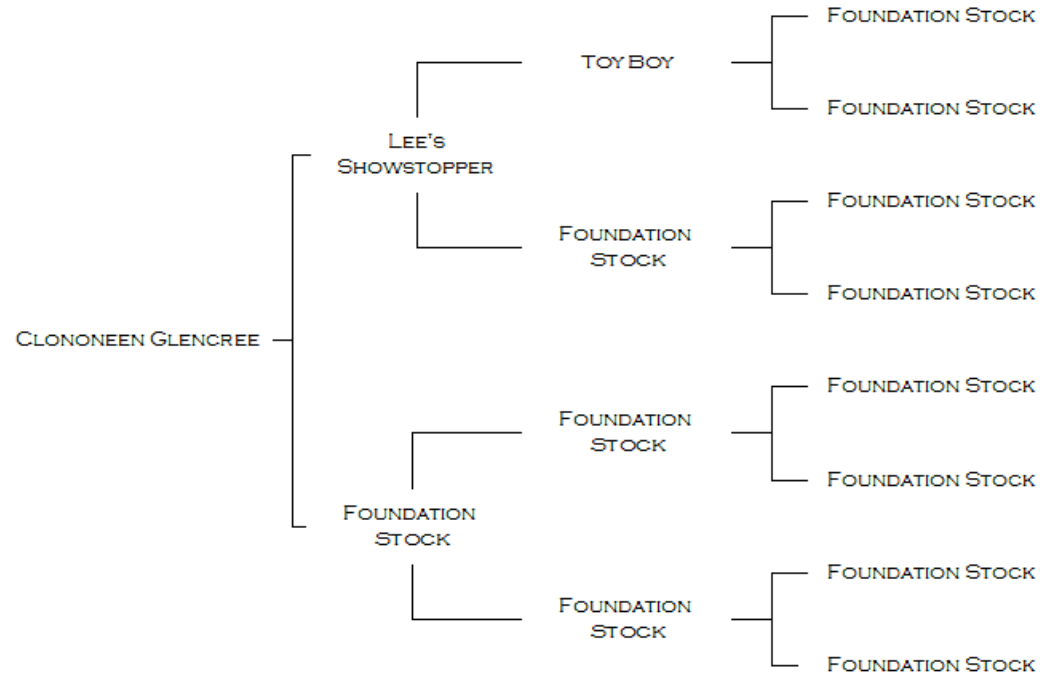 Foundation Stock
Toy Boy
Foundation Stock
Lee's
Showstopper
Foundation Stock
Foundation
Stock
Foundation Stock
Clononeen Glencree
Foundation Stock
Foundation
Stock
Foundation Stock
Foundation
Stock
Foundation Stock
Foundation
Stock
Foundation Stock